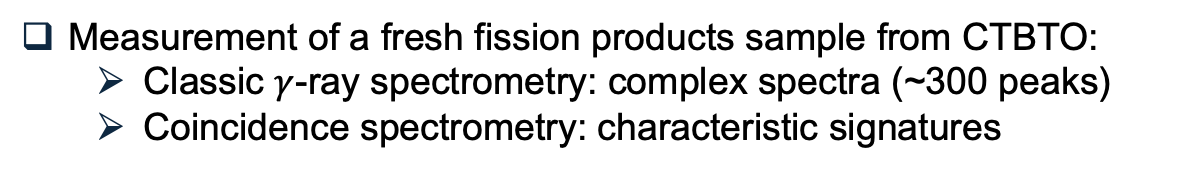 ❑ Measurement of a fresh fission products sample from CTBTO:
➢ Classic γ-ray spectrometry: complex spectra (~300 peaks)
➢ Coincidence spectrometry: characteristic signatures